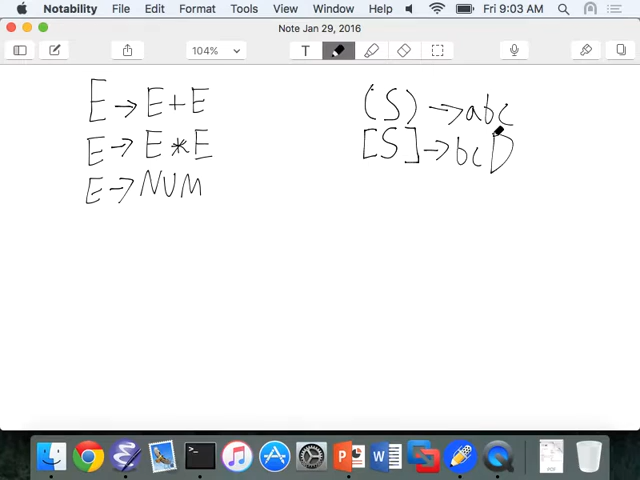 Notability File Edit Format Tools View Window Help Fri 9:03 AM
Note Jan 29, 2016
104% T
E → E + E
E → E * E
E → NUM
(S) → abc
[S] → bcD